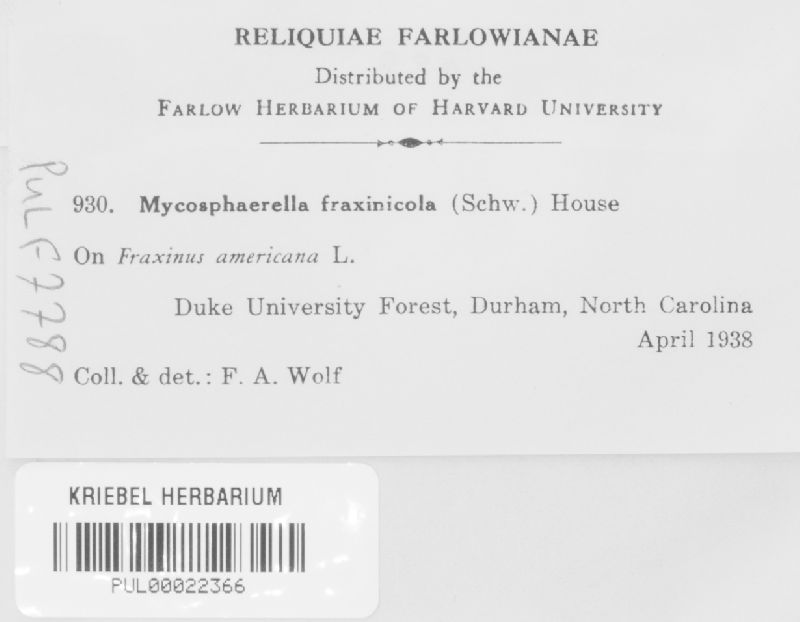 RELIQUIAE FARLOWIANAE
Distributed by the
FARLOW HERBARIUM OF HARVARD UNIVERSITY
930. Mycosphaerella fraxinicola (Schw.) House
On Fraxinus americana L.
Duke University Forest, Durham, North Carolina
April 1938
Coll. & det.: F. A. Wolf
PUL F7788
KRIEBEL HERBARIUM
PUL00022366